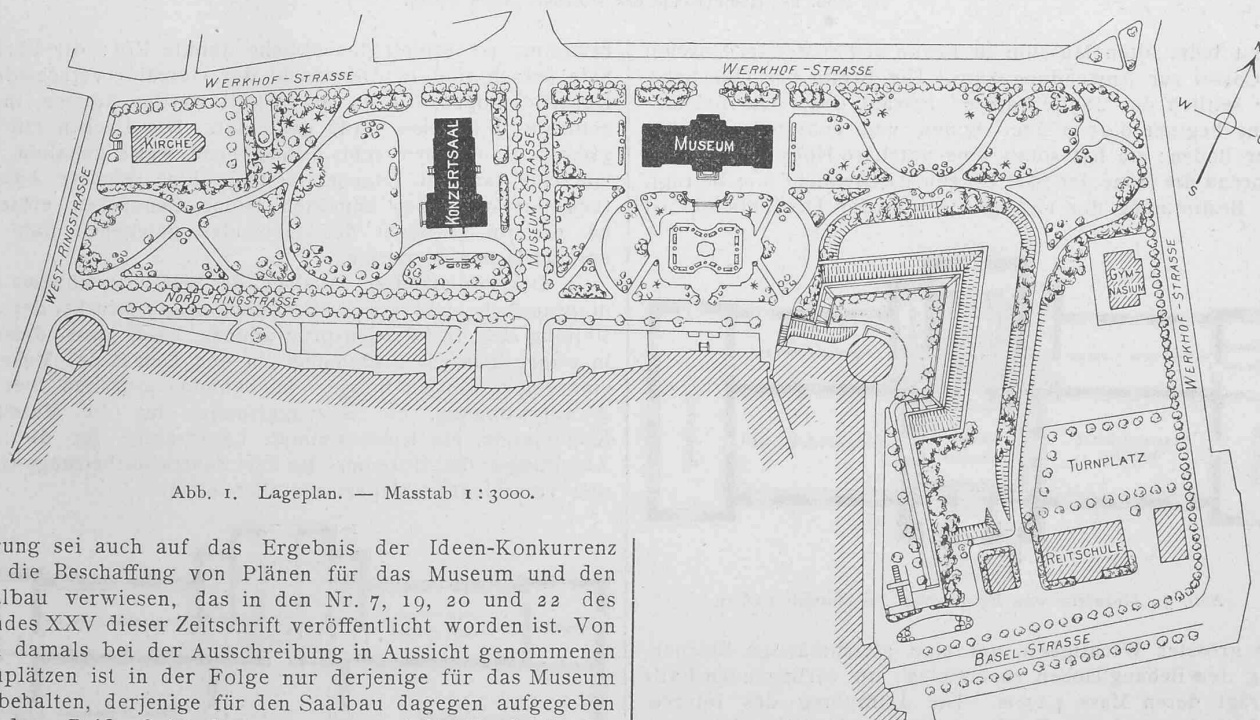 WERKHOF-STRASSE
WERKHOF-STRASSE
KIRCHE
KONZERTSAAL
MUSEUM
MUSEUM-STRASSE
WEST-RINGSTRASSE
NORD-RINGSTRASSE
W
S
GYM-
NASIUM
WERKHOF-STRASSE
TURNPLATZ
REITSCHULE
BASEL-STRASSE
Abb. 1. Lageplan. — Masstab 1 : 3000.
rung sei auch auf das Ergebnis der Ideen-Konkurrenz
die Beschaffung von Plänen für das Museum und den
albau verwiesen, das in den Nr. 7, 19, 20 und 22 des
des XXV dieser Zeitschrift veröffentlicht worden ist. Von
damals bei der Ausschreibung in Aussicht genommenen
plätzen ist in der Folge nur derjenige für das Museum
behalten, derjenige für den Saalbau dagegen aufgegeben